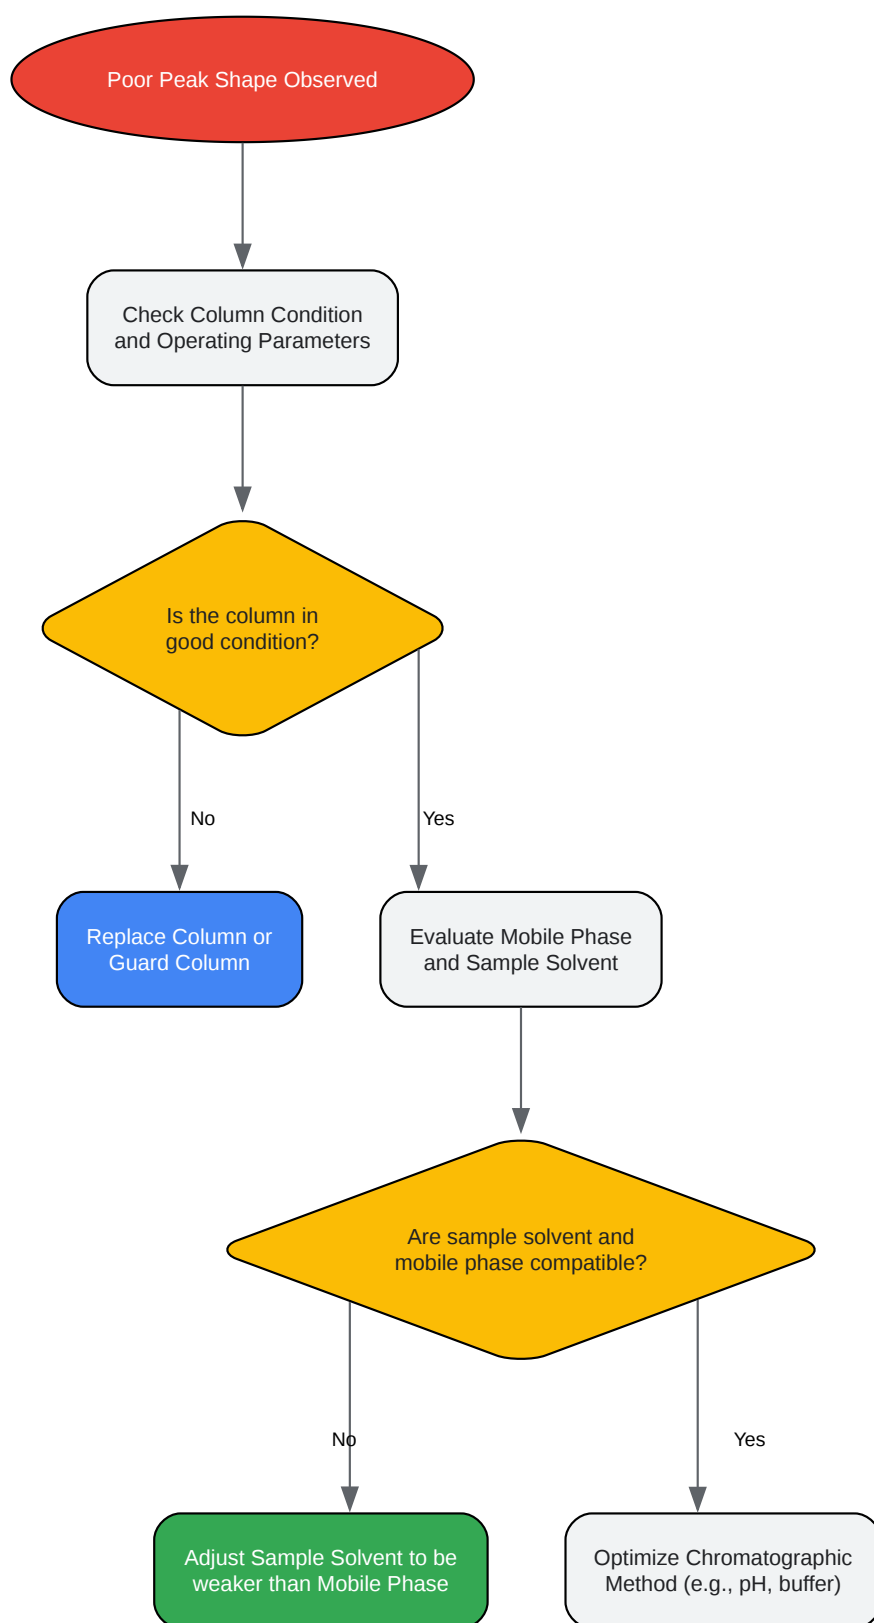 Poor Peak Shape Observed
Check Column Condition
and Operating Parameters
Is the column in
good condition?
No
Yes
Replace Column or
Guard Column
Evaluate Mobile Phase
and Sample Solvent
Are sample solvent and
mobile phase compatible?
No
Yes
Adjust Sample Solvent to be
weaker than Mobile Phase
Optimize Chromatographic
Method (e.g., pH, buffer)